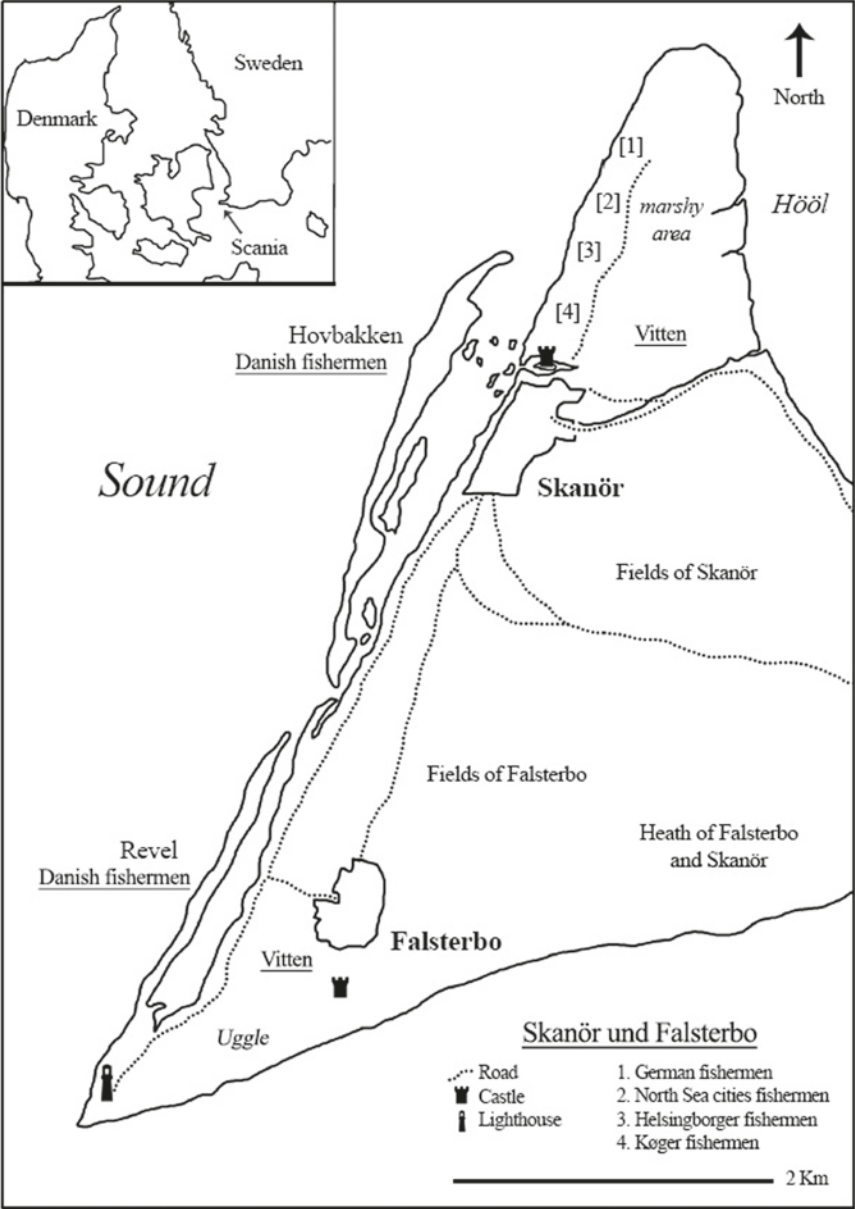 Sweden
Denmark
Scania
North
[1]
[2]
marshy
area
Hööl
[3]
[4]
Vitten
Hovbakken
Danish fishermen
Sound
Skanör
Fields of Skanör
Fields of Falsterbo
Heath of Falsterbo
and Skanör
Revel
Danish fishermen
Falsterbo
Vitten
Uggle
Skanör und Falsterbo
Road
Castle
Lighthouse
1. German fishermen
2. North Sea cities fishermen
3. Helsingborger fishermen
4. Køger fishermen
2 Km